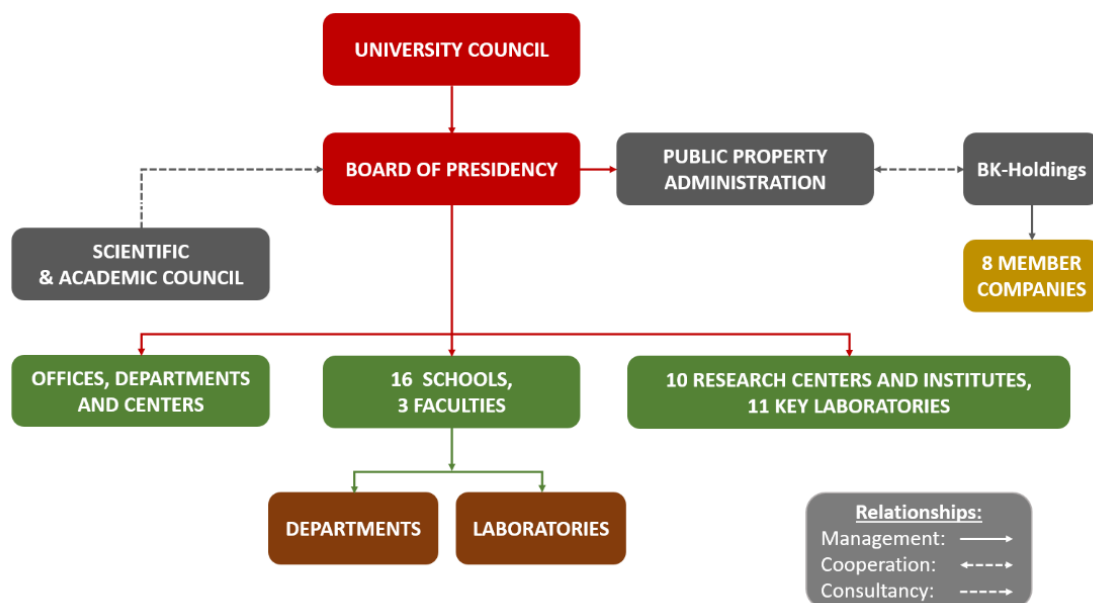 UNIVERSITY COUNCIL
BOARD OF PRESIDENCY
PUBLIC PROPERTY
ADMINISTRATION
BK-Holdings
SCIENTIFIC
& ACADEMIC COUNCIL
8 MEMBER
COMPANIES
OFFICES, DEPARTMENTS
AND CENTERS
16 SCHOOLS,
3 FACULTIES
10 RESEARCH CENTERS AND INSTITUTES,
11 KEY LABORATORIES
DEPARTMENTS
LABORATORIES
Relationships:
Management:
Cooperation:
Consultancy: